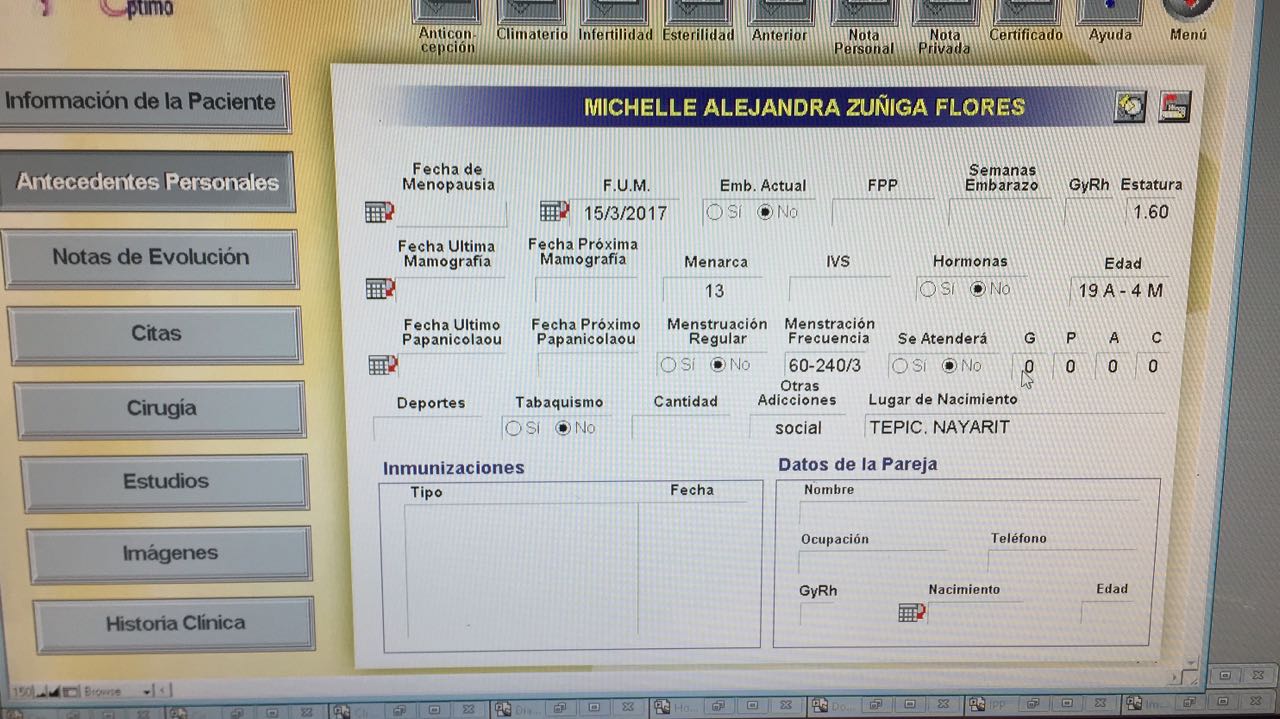 Óptimo
Anticon-
cepción
Climaterio
Infertilidad
Esterilidad
Anterior
Nota
Personal
Nota
Privada
Certificado
Ayuda
Menú
Información de la Paciente
Antecedentes Personales
Notas de Evolución
Citas
Cirugía
Estudios
Imágenes
Historia Clínica
MICHELLE ALEJANDRA ZUÑIGA FLORES
Fecha de
Menopausia
F.U.M.
15/3/2017
Emb. Actual
Sí No
FPP
Semanas
Embarazo
GyRh
Estatura
1.60
Fecha Ultima
Mamografía
Fecha Próxima
Mamografía
Menarca
13
IVS
Hormonas
Sí No
Edad
19 A - 4 M
Fecha Ultimo
Papanicolaou
Fecha Próximo
Papanicolaou
Menstruación
Regular
Sí No
Menstración
Frecuencia
60-240/3
Se Atenderá
Sí No
G P A C
0 0 0 0
Deportes
Tabaquismo
Sí No
Cantidad
Otras
Adicciones
social
Lugar de Nacimiento
TEPIC. NAYARIT
Inmunizaciones
Tipo Fecha
Datos de la Pareja
Nombre
Ocupación Teléfono
GyRh Nacimiento Edad
150 Browse